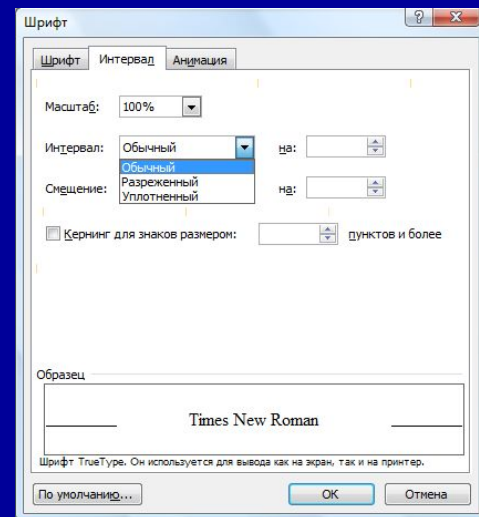 Шрифт
Шрифт Интервал Анимация
Масштаб: 100%
Интервал: Обычный на:
Обычный
Разреженный
Уплотненный
Смещение: на:
Кернинг для знаков размером: пунктов и более
Образец
Times New Roman
Шрифт TrueType. Он используется для вывода как на экран, так и на принтер.
По умолчанию... ОК Отмена